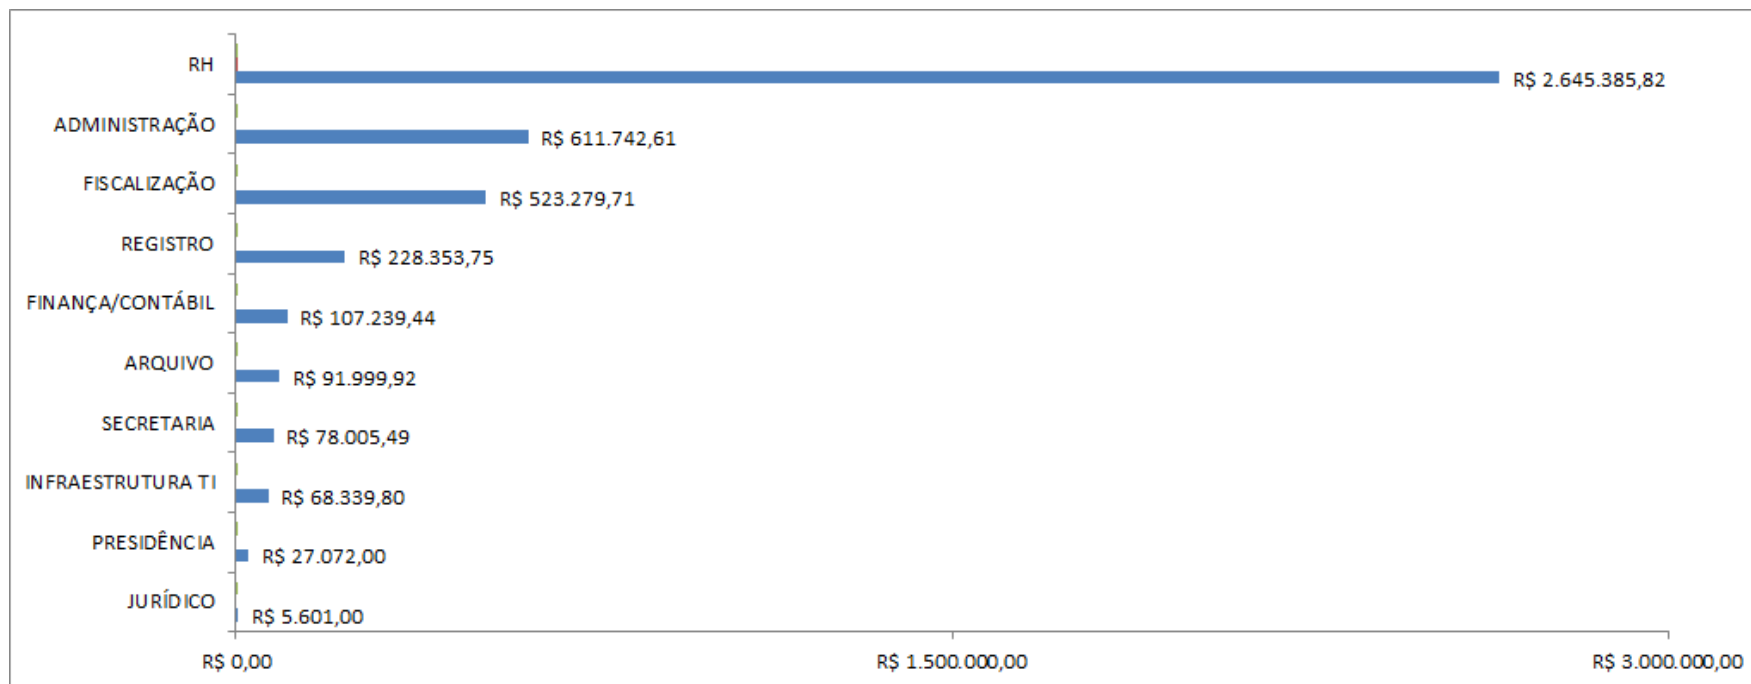 RH
R$ 2.645.385,82
ADMINISTRAÇÃO
R$ 611.742,61
FISCALIZAÇÃO
R$ 523.279,71
REGISTRO
R$ 228.353,75
FINANÇA/CONTÁBIL
R$ 107.239,44
ARQUIVO
R$ 91.999,92
SECRETARIA
R$ 78.005,49
INFRAESTRUTURA TI
R$ 68.339,80
PRESIDÊNCIA
R$ 27.072,00
JURÍDICO
R$ 5.601,00
R$ 0,00 R$ 1.500.000,00 R$ 3.000.000,00